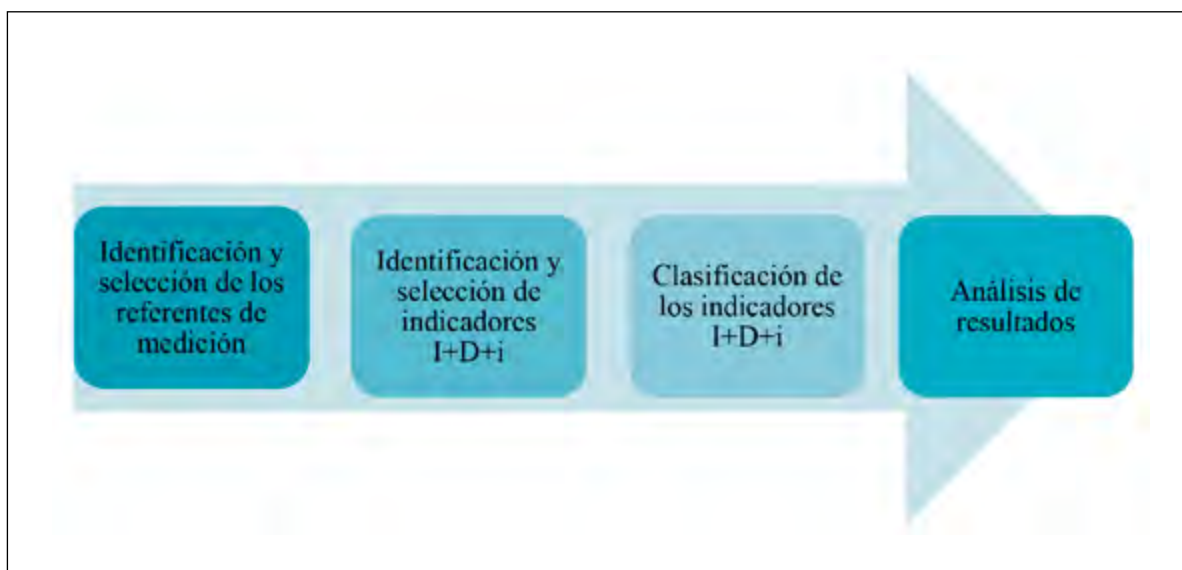 Identificación y
selección de los
referentes de
medición
Identificación y
selección de
indicadores
I+D+i
Clasificación de
los indicadores
I+D+i
Análisis de
resultados